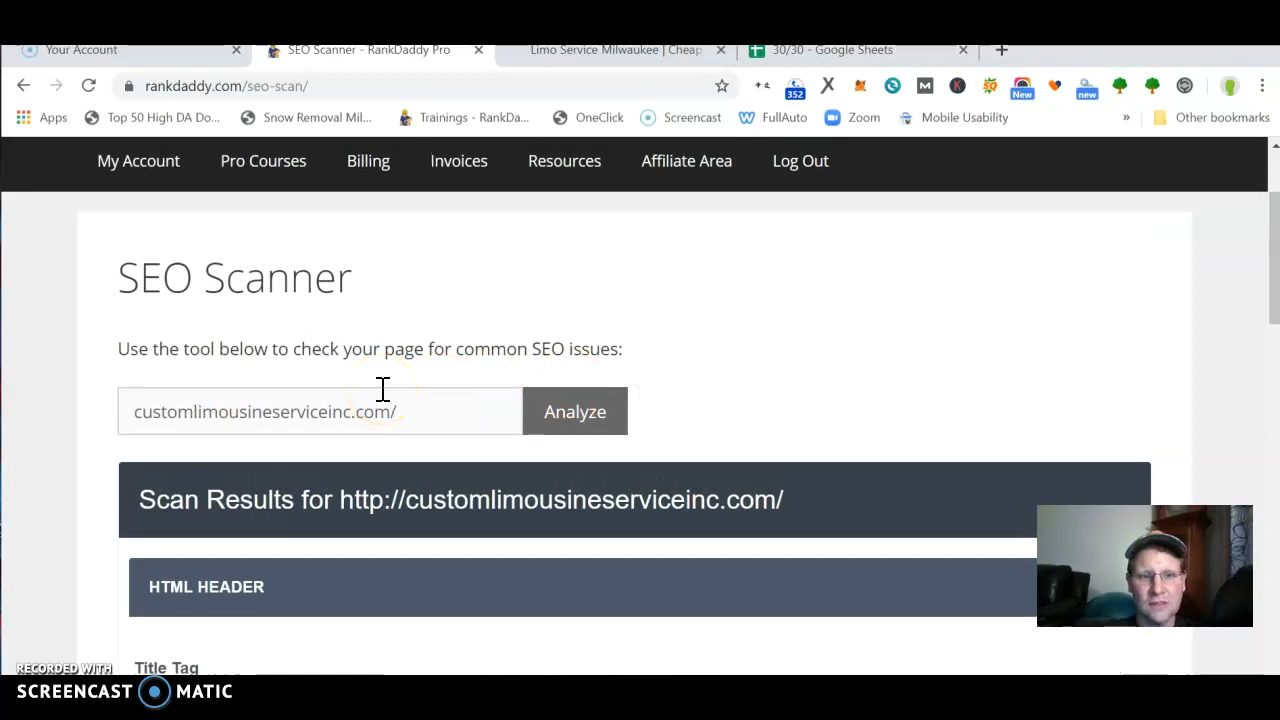 Your Account
SEO Scanner - RankDaddy Pro
Limo Service Milwaukee | Cheap
30/30 - Google Sheets
rankdaddy.com/seo-scan/
352
New
new
Apps
Top 50 High DA Do...
Snow Removal Mil...
Trainings - RankDa...
OneClick
Screencast
FullAuto
Zoom
Mobile Usability
»
Other bookmarks
My Account
Pro Courses
Billing
Invoices
Resources
Affiliate Area
Log Out
SEO Scanner
Use the tool below to check your page for common SEO issues:
customlimousineserviceinc.com/
Analyze
Scan Results for http://customlimousineserviceinc.com/
HTML HEADER
Title Tag
RECORDED WITH
SCREENCAST MATIC